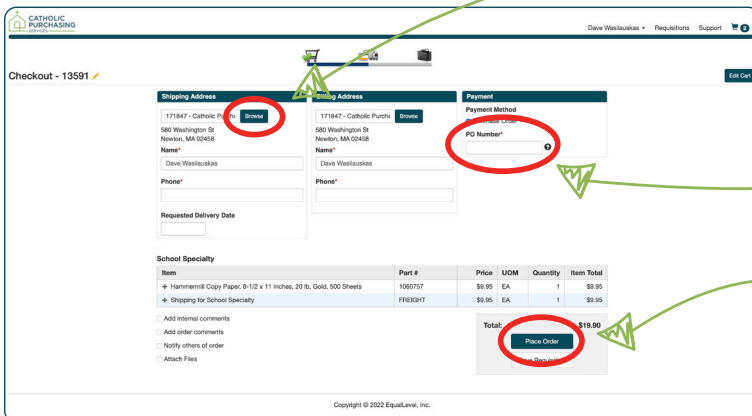 CATHOLIC
PURCHASING
SERVICES
Dave Wasilauskas Requisitions Support 2
Checkout - 13591
Edit Cart
Shipping Address Billing Address Payment
171847 - Catholic Browse 171847 - Catholic Purcha Browse Payment Method
580 Washington St 580 Washington St Order
Newton, MA 02458 Newton, MA 02458 PO Number*
Name* Name*
Dave Wasilauskas Dave Wasilauskas
Phone* Phone*
Requested Delivery Date
School Specialty
Item Part # Price UOM Quantity Item Total
+ Hammermill Copy Paper, 8-1/2 x 11 Inches, 20 lb, Gold, 500 Sheets 1060757 $9.95 EA 1 $9.95
+ Shipping for School Specialty FREIGHT $9.95 EA 1 $9.95
Add internal comments
Add order comments
Notify others of order
Attach Files
Total: $19.90
Place Order
Copyright © 2022 EqualLevel, Inc.